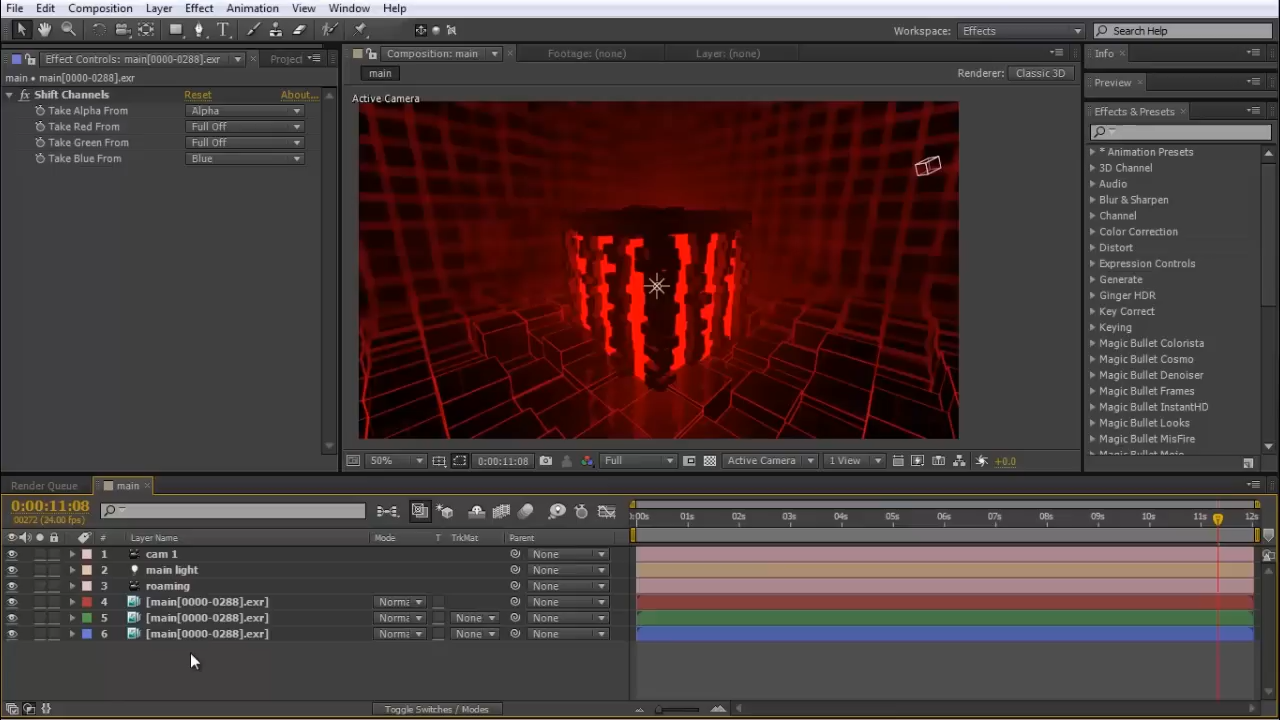 File Edit Composition Layer Effect Animation View Window Help
Workspace: Effects Search Help
Effect Controls: main[0000-0288].exr Project
Composition: main Footage: (none) Layer: (none)
Info
main • main[0000-0288].exr
main Renderer: Classic 3D
Preview
fx Shift Channels Reset About...
Active Camera
Take Alpha From Alpha
Take Red From Full Off
Take Green From Full Off
Take Blue From Blue
Effects & Presets
* Animation Presets
3D Channel
Audio
Blur & Sharpen
Channel
Color Correction
Distort
Expression Controls
Generate
Ginger HDR
Key Correct
Keying
Magic Bullet Colorista
Magic Bullet Cosmo
Magic Bullet Denoiser
Magic Bullet Frames
Magic Bullet InstantHD
Magic Bullet Looks
Magic Bullet MisFire
Magic Bullet Mojo
50% 0:00:11:08 Full Active Camera 1 View +0.0
Render Queue main
0:00:11:08
00272 (24.00 fps)
:00s 01s 02s 03s 04s 05s 06s 07s 08s 09s 10s 11s 12s
# Layer Name Mode T TrkMat Parent
1 cam 1 None
2 main light None
3 roaming None
4 [main[0000-0288].exr] Norma None
5 [main[0000-0288].exr] Norma None None
6 [main[0000-0288].exr] Norma None None
Toggle Switches / Modes